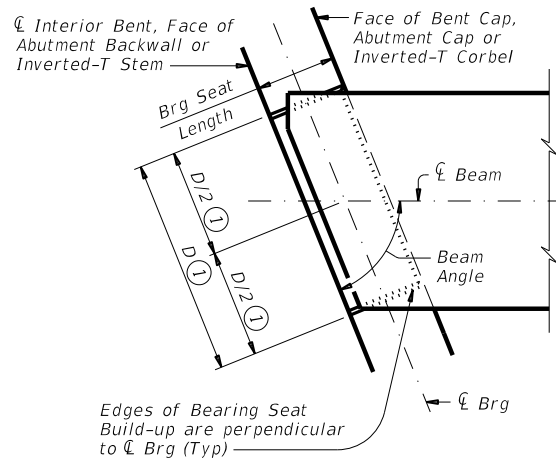 ℄ Interior Bent, Face of
Abutment Backwall or
Inverted-T Stem
Face of Bent Cap,
Abutment Cap or
Inverted-T Corbel
Brg Seat
Length
℄ Beam
D/2 ①
D ①
D/2 ①
Beam
Angle
℄ Brg
Edges of Bearing Seat
Build-up are perpendicular
to ℄ Brg (Typ)